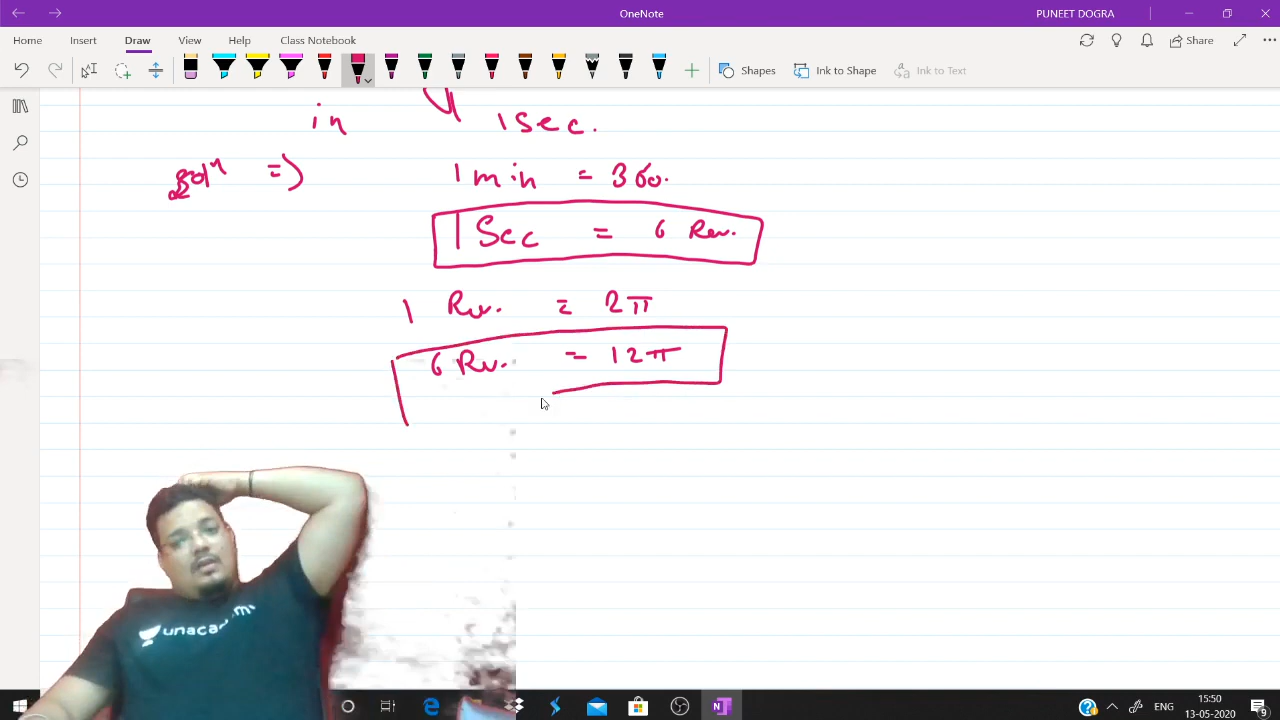 OneNote
PUNEET DOGRA
Home Insert Draw View Help Class Notebook
Share
Shapes
Ink to Shape
Ink to Text
in 1 Sec.
Solⁿ => 1 min = 360.
1 Sec = 6 Rev.
1 Rev. = 2π
6 Rev. = 12π
unacademy
ENG
15:50
13-05-2020